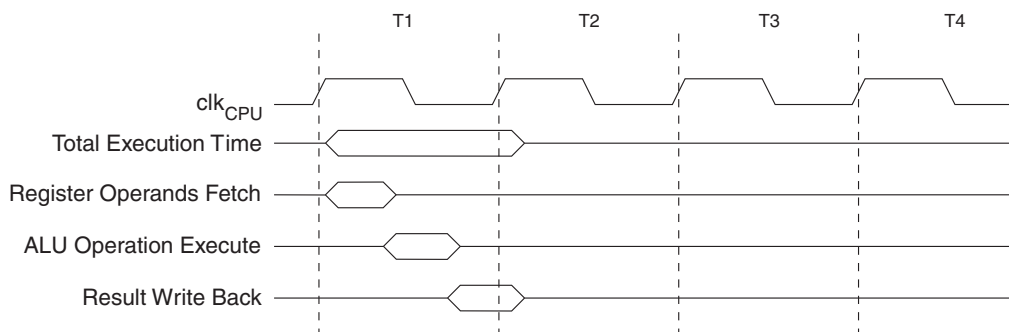 T1 T2 T3 T4
clkCPU
Total Execution Time
Register Operands Fetch
ALU Operation Execute
Result Write Back